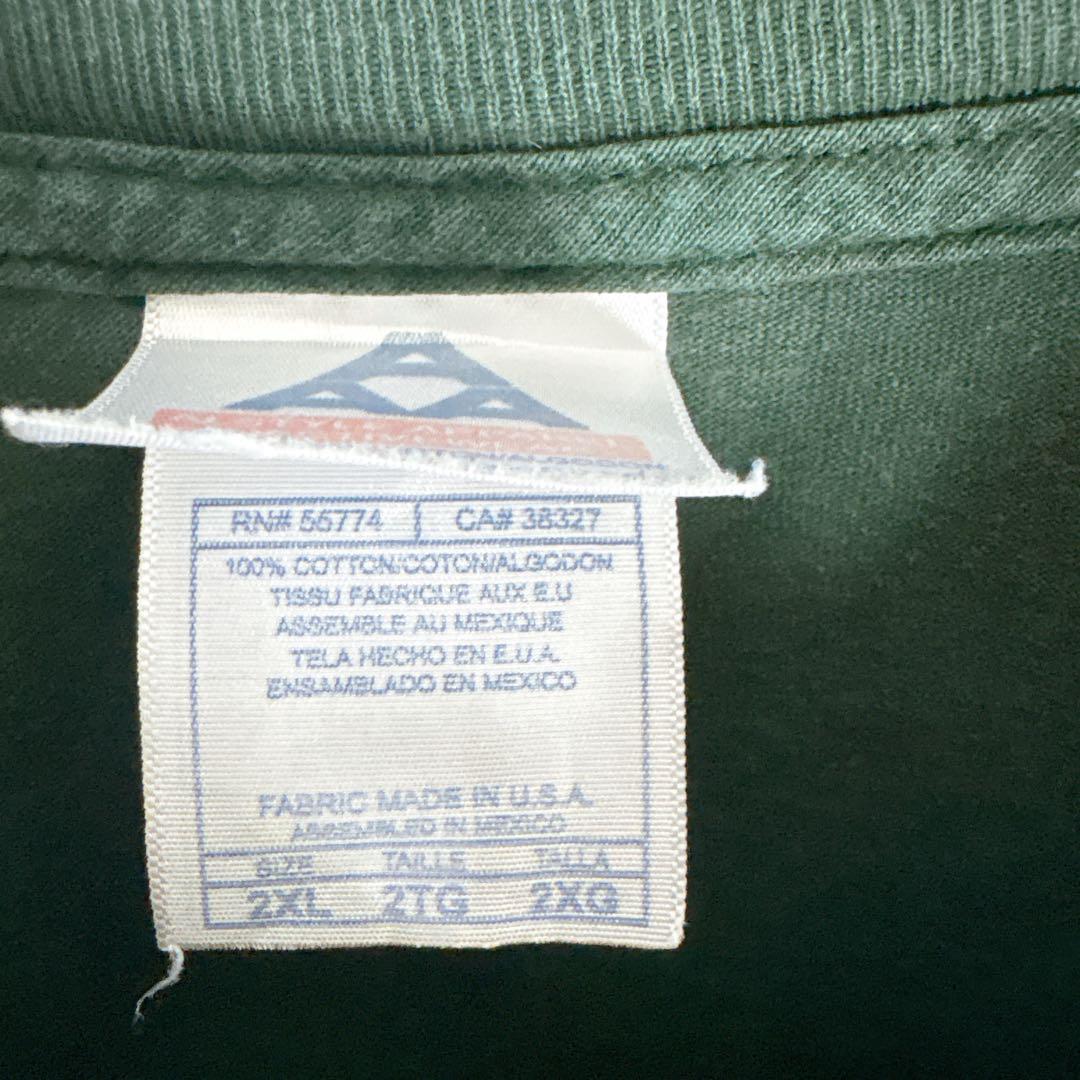 RN# 55774 CA# 38327
100% COTTON/COTON/ALGODON
TISSU FABRIQUE AUX E.U
ASSEMBLE AU MEXIQUE
TELA HECHO EN E.U.A.
ENSAMBLADO EN MEXICO
FABRIC MADE IN U.S.A.
ASSEMBLED IN MEXICO
SIZE TAILLE TALLA
2XL 2TG 2XG